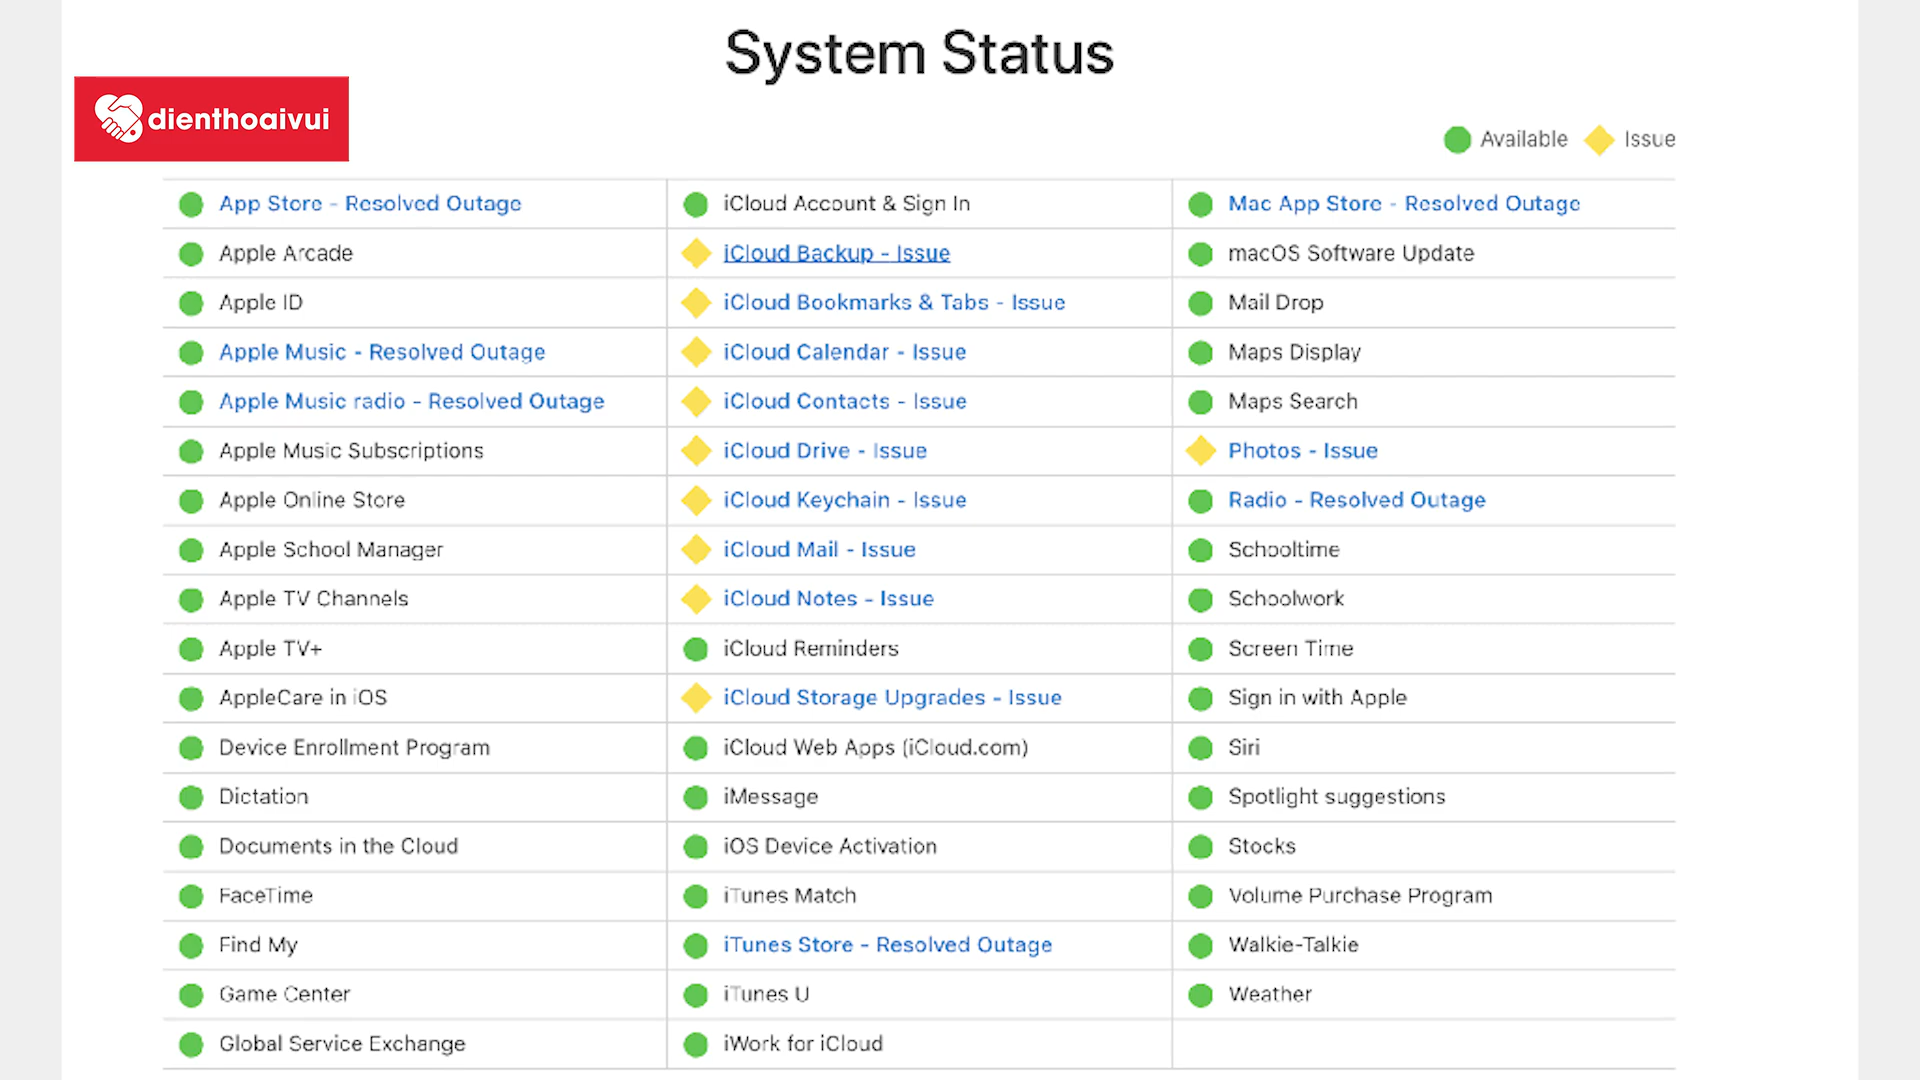 System Status
dienthoaivui
Available
Issue
App Store - Resolved Outage
Apple Arcade
Apple ID
Apple Music - Resolved Outage
Apple Music radio - Resolved Outage
Apple Music Subscriptions
Apple Online Store
Apple School Manager
Apple TV Channels
Apple TV+
AppleCare in iOS
Device Enrollment Program
Dictation
Documents in the Cloud
FaceTime
Find My
Game Center
Global Service Exchange
iCloud Account & Sign In
iCloud Backup - Issue
iCloud Bookmarks & Tabs - Issue
iCloud Calendar - Issue
iCloud Contacts - Issue
iCloud Drive - Issue
iCloud Keychain - Issue
iCloud Mail - Issue
iCloud Notes - Issue
iCloud Reminders
iCloud Storage Upgrades - Issue
iCloud Web Apps (iCloud.com)
iMessage
iOS Device Activation
iTunes Match
iTunes Store - Resolved Outage
iTunes U
iWork for iCloud
Mac App Store - Resolved Outage
macOS Software Update
Mail Drop
Maps Display
Maps Search
Photos - Issue
Radio - Resolved Outage
Schooltime
Schoolwork
Screen Time
Sign in with Apple
Siri
Spotlight suggestions
Stocks
Volume Purchase Program
Walkie-Talkie
Weather